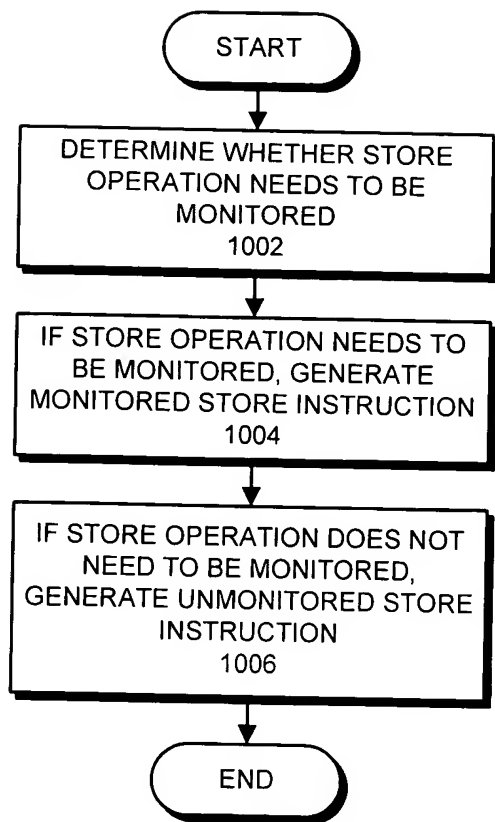 START
DETERMINE WHETHER STORE
OPERATION NEEDS TO BE
MONITORED
1002
IF STORE OPERATION NEEDS TO
BE MONITORED, GENERATE
MONITORED STORE INSTRUCTION
1004
IF STORE OPERATION DOES NOT
NEED TO BE MONITORED,
GENERATE UNMONITORED STORE
INSTRUCTION
1006
END